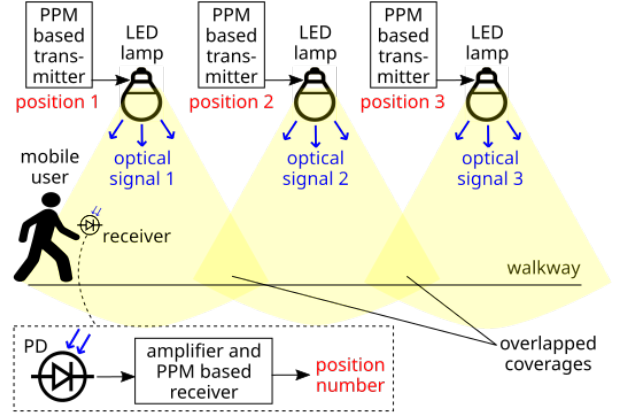 PPM
based
trans-
mitter
position 1
LED
lamp
optical
signal 1
PPM
based
trans-
mitter
position 2
LED
lamp
optical
signal 2
PPM
based
trans-
mitter
position 3
LED
lamp
optical
signal 3
mobile
user
receiver
walkway
overlapped
coverages
PD
amplifier and
PPM based
receiver
position
number